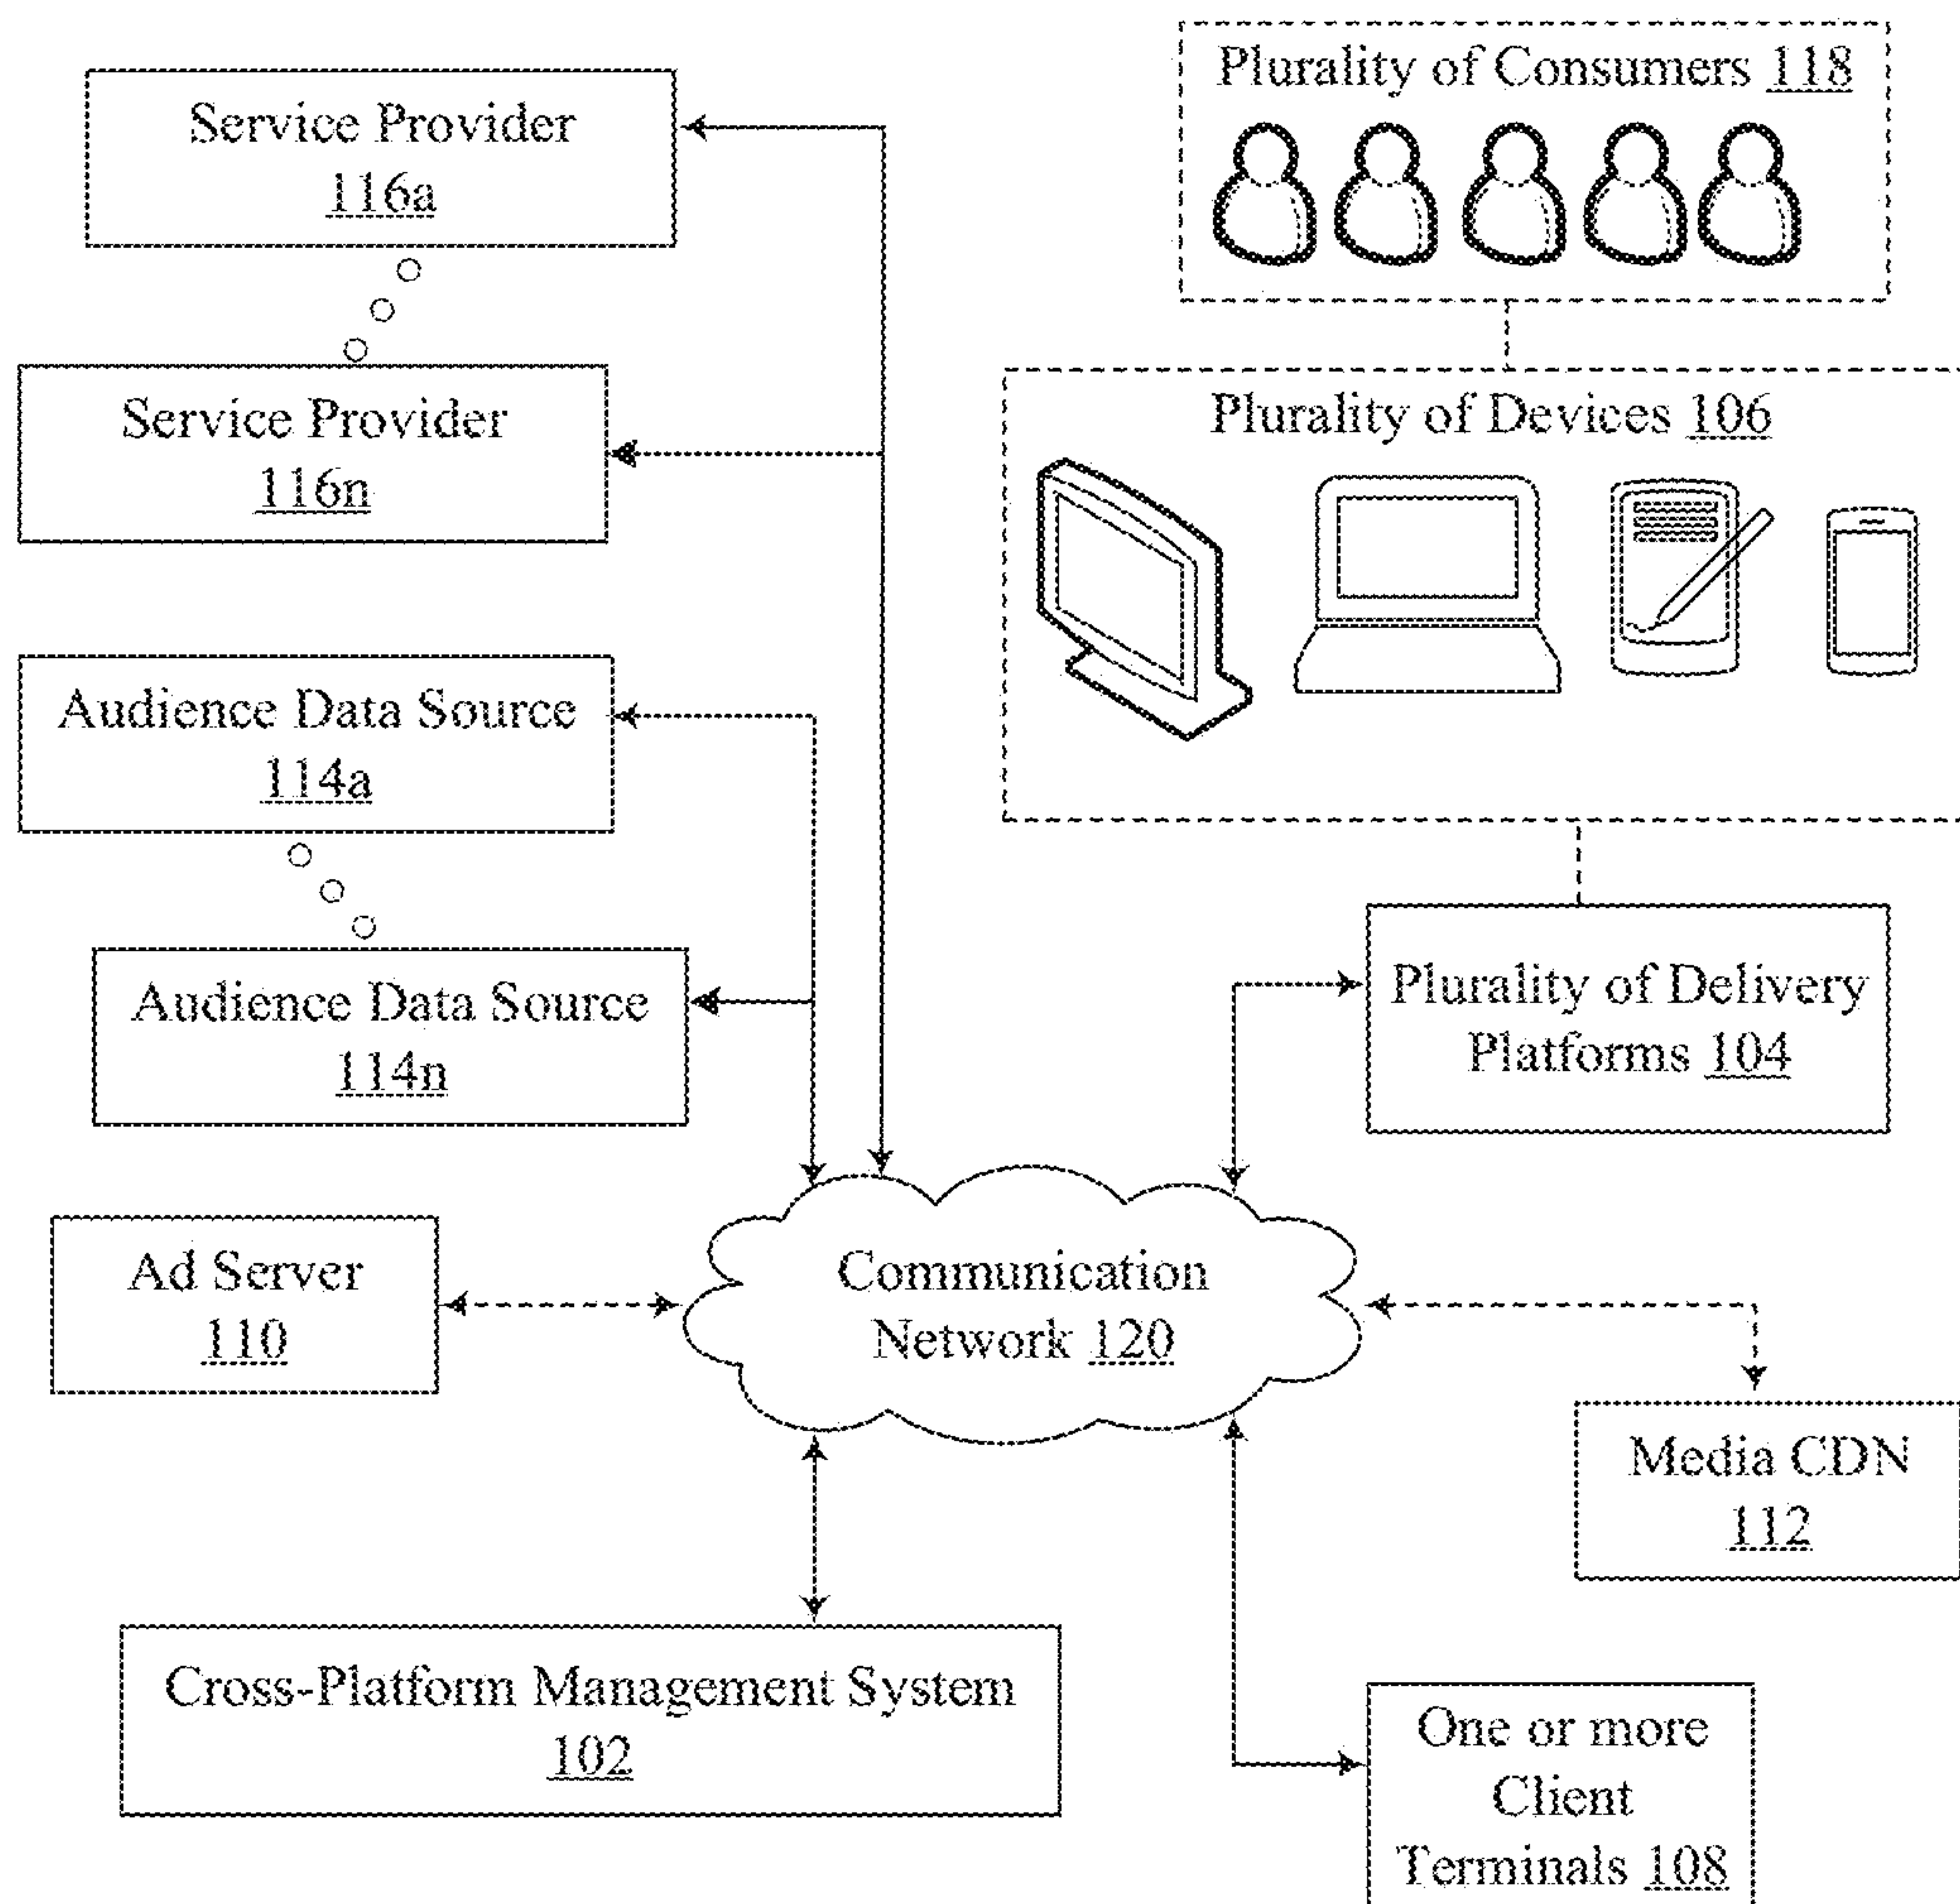 Plurality of Consumers 118
Service Provider
116a
Service Provider
116n
Plurality of Devices 106
Audience Data Source
114a
Audience Data Source
114n
Plurality of Delivery
Platforms 104
Ad Server
110
Communication
Network 120
Media CDN
112
Cross-Platform Management System
102
One or more
Client
Terminals 108